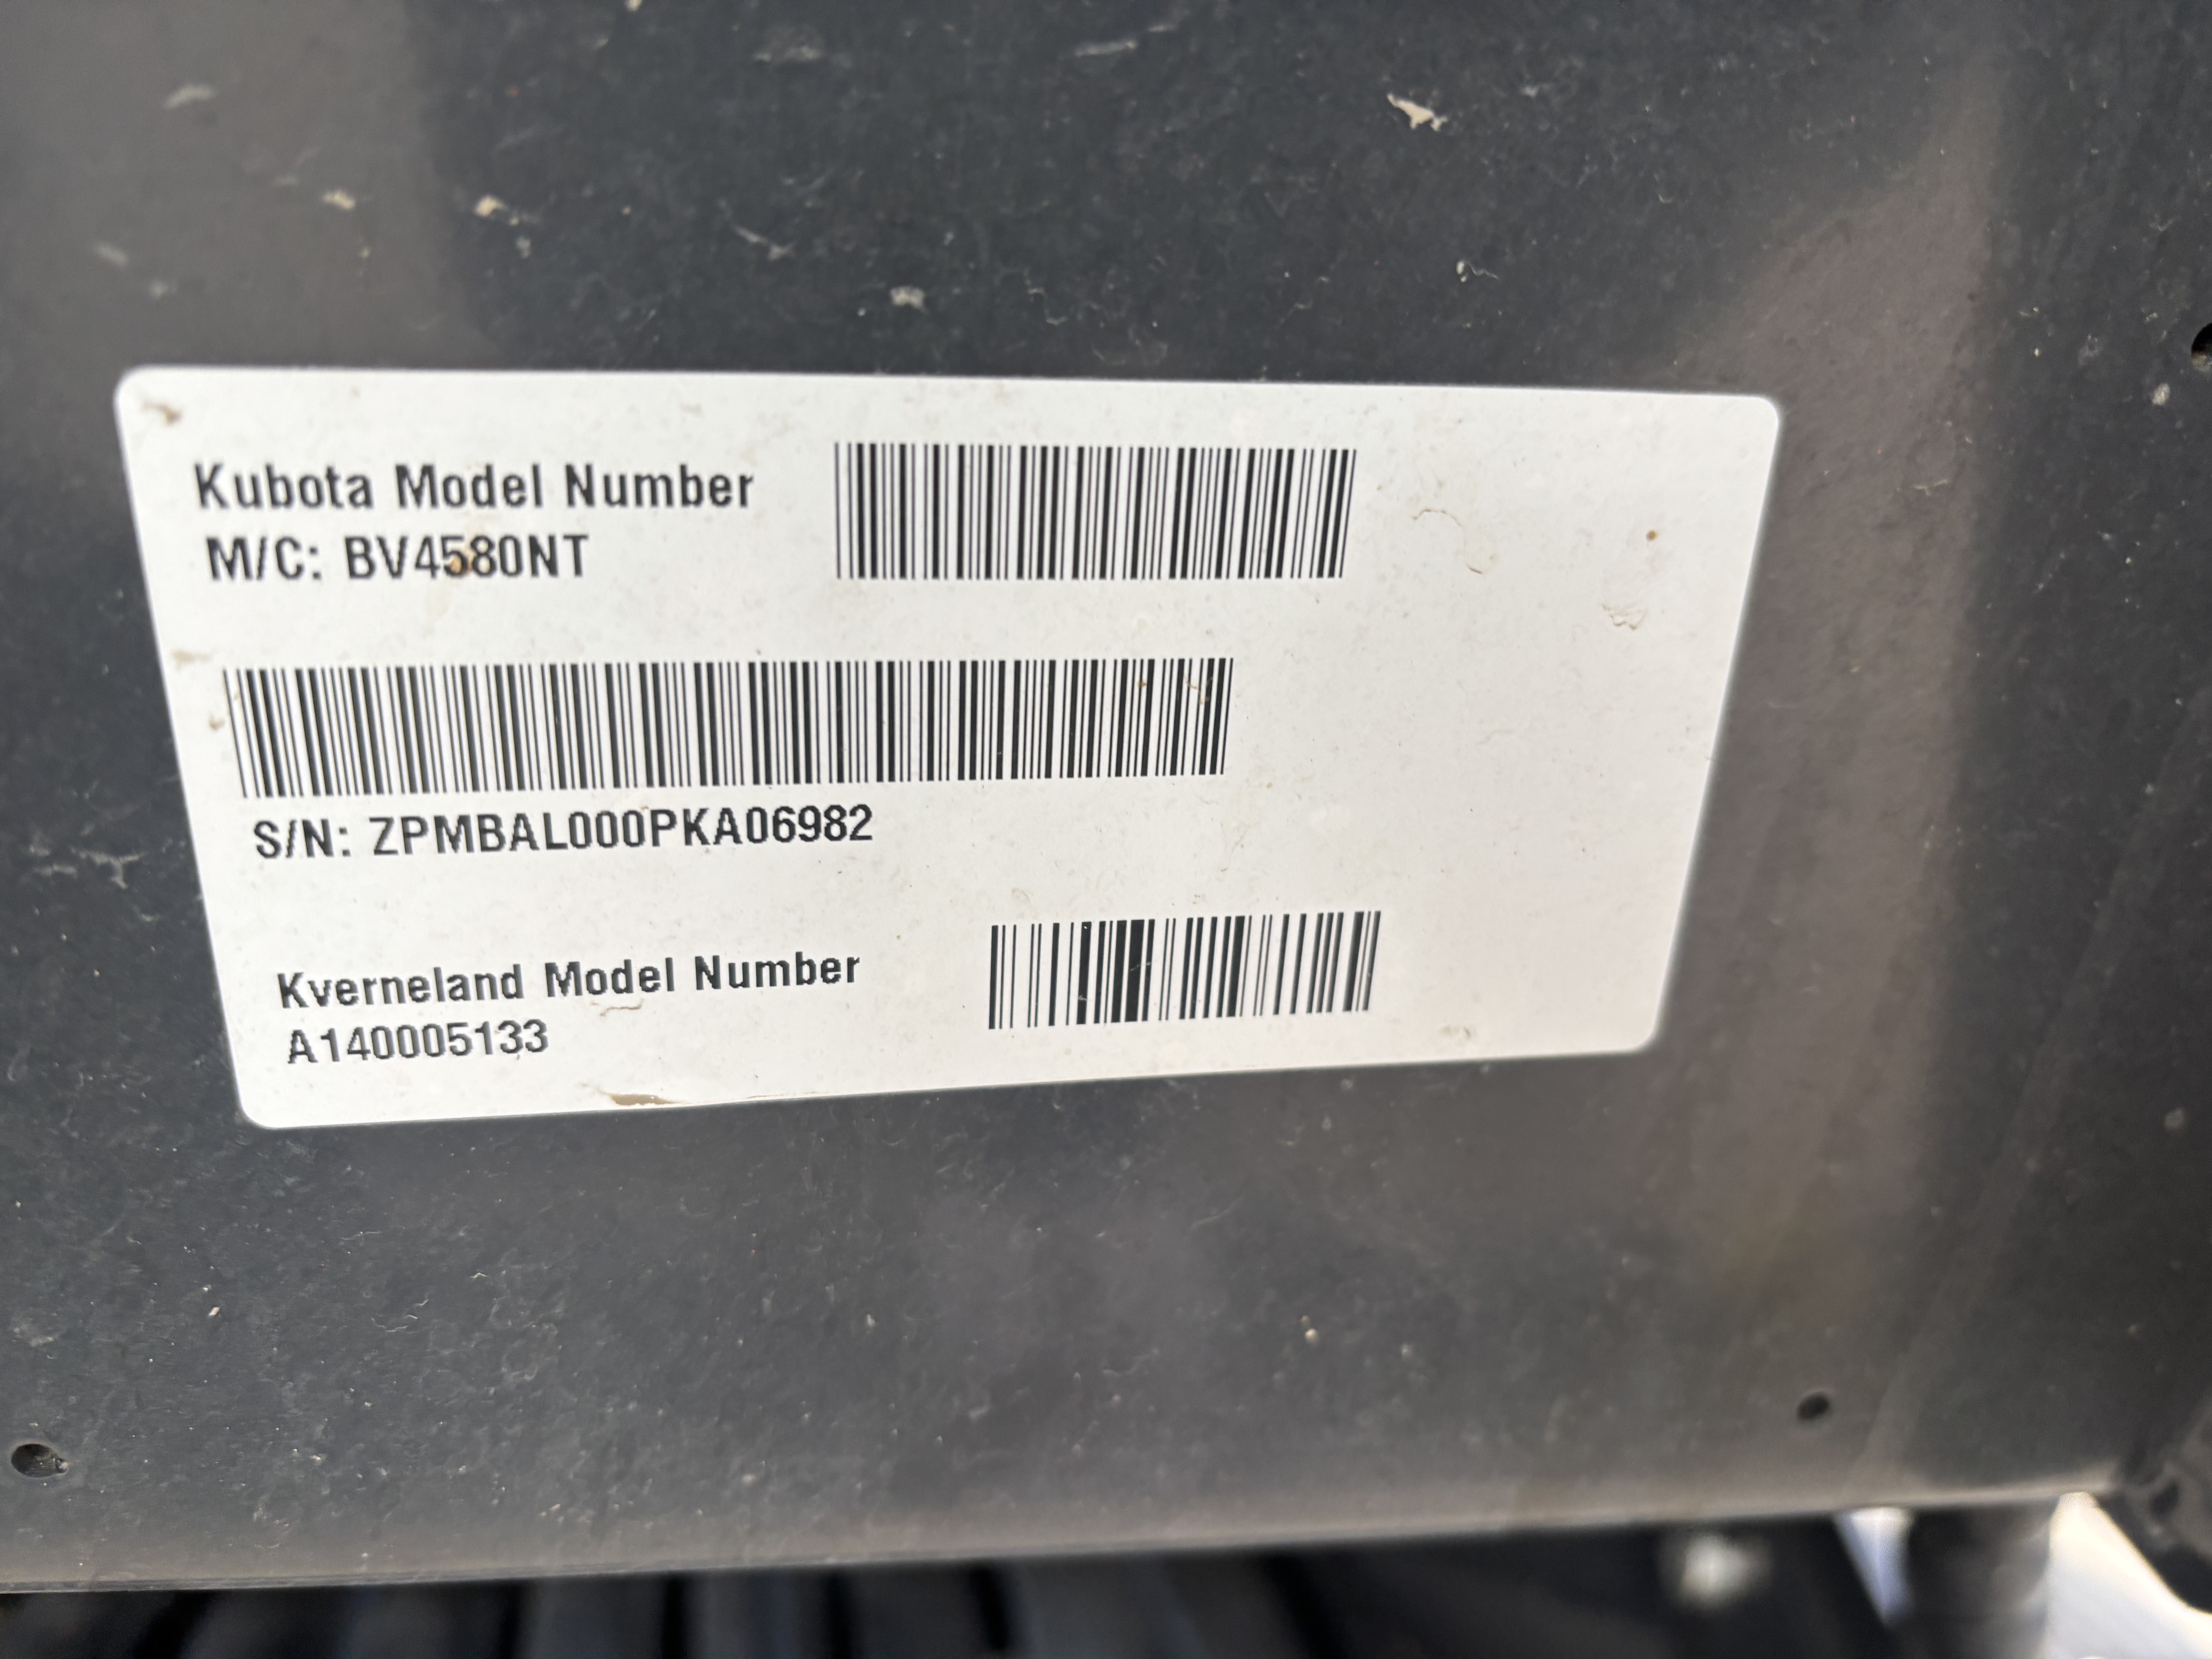 Kubota Model Number
M/C: BV4580NT
S/N: ZPMBAL000PKA06982
Kverneland Model Number
A140005133